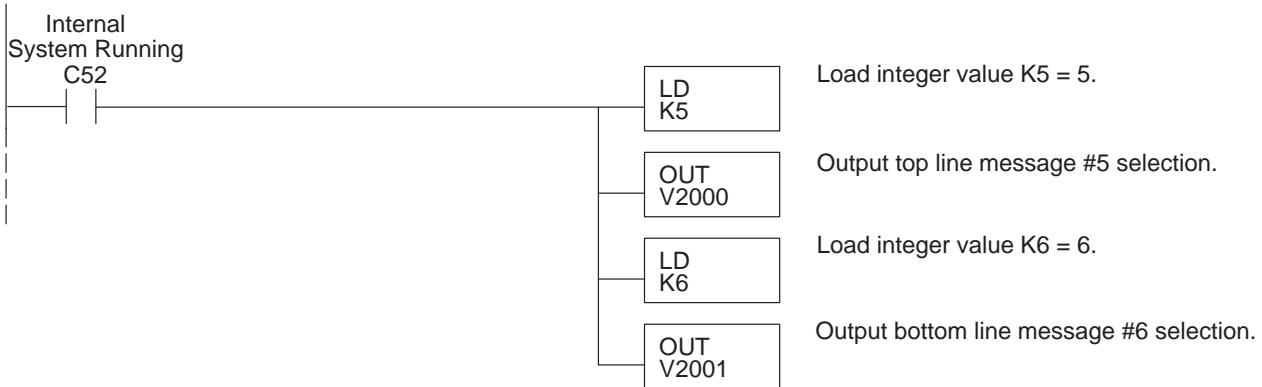 Internal
System Running
C52
LD
K5
Load integer value K5 = 5.
OUT
V2000
Output top line message #5 selection.
LD
K6
Load integer value K6 = 6.
OUT
V2001
Output bottom line message #6 selection.